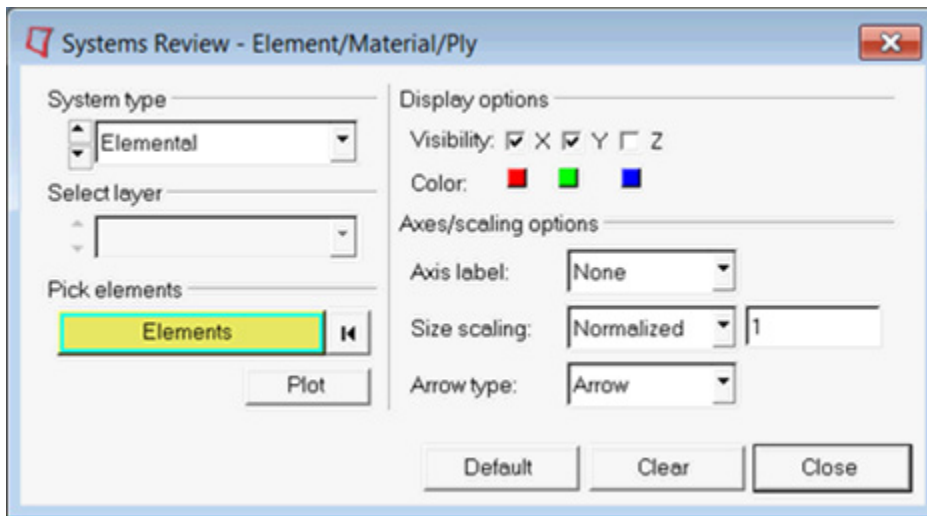 Systems Review - Element/Material/Ply
System type
Elemental
Select layer
Pick elements
Elements
Plot
Display options
Visibility: X Y Z
Color:
Axes/scaling options
Axis label: None
Size scaling: Normalized 1
Arrow type: Arrow
Default Clear Close